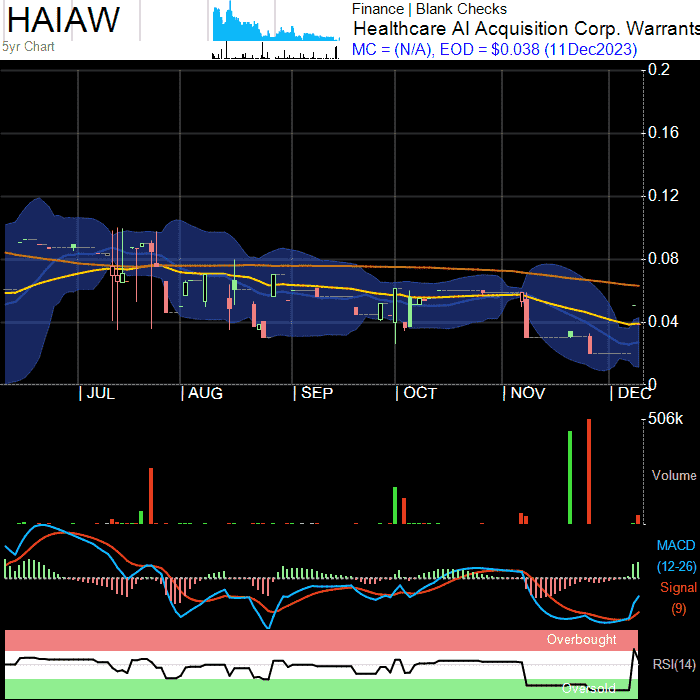 HAIAW
5yr Chart
Finance | Blank Checks
Healthcare AI Acquisition Corp. Warrants
MC = (N/A), EOD = $0.038 (11Dec2023)
0.2
0.16
0.12
0.08
0.04
0
| JUL | AUG | SEP | OCT | NOV | DEC
506k
Volume
MACD
(12-26)
Signal
(9)
Overbought
RSI(14)
Oversold